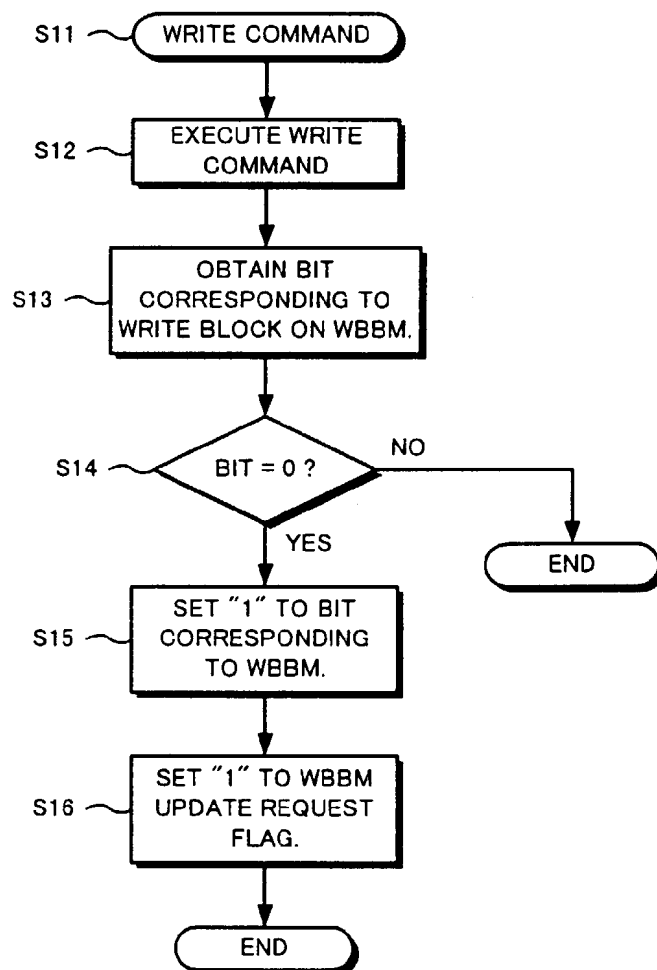 S11
WRITE COMMAND
S12
EXECUTE WRITE
COMMAND
S13
OBTAIN BIT
CORRESPONDING TO
WRITE BLOCK ON WBBM.
S14
BIT = 0 ?
NO
YES
END
S15
SET "1" TO BIT
CORRESPONDING
TO WBBM.
S16
SET "1" TO WBBM
UPDATE REQUEST
FLAG.
END